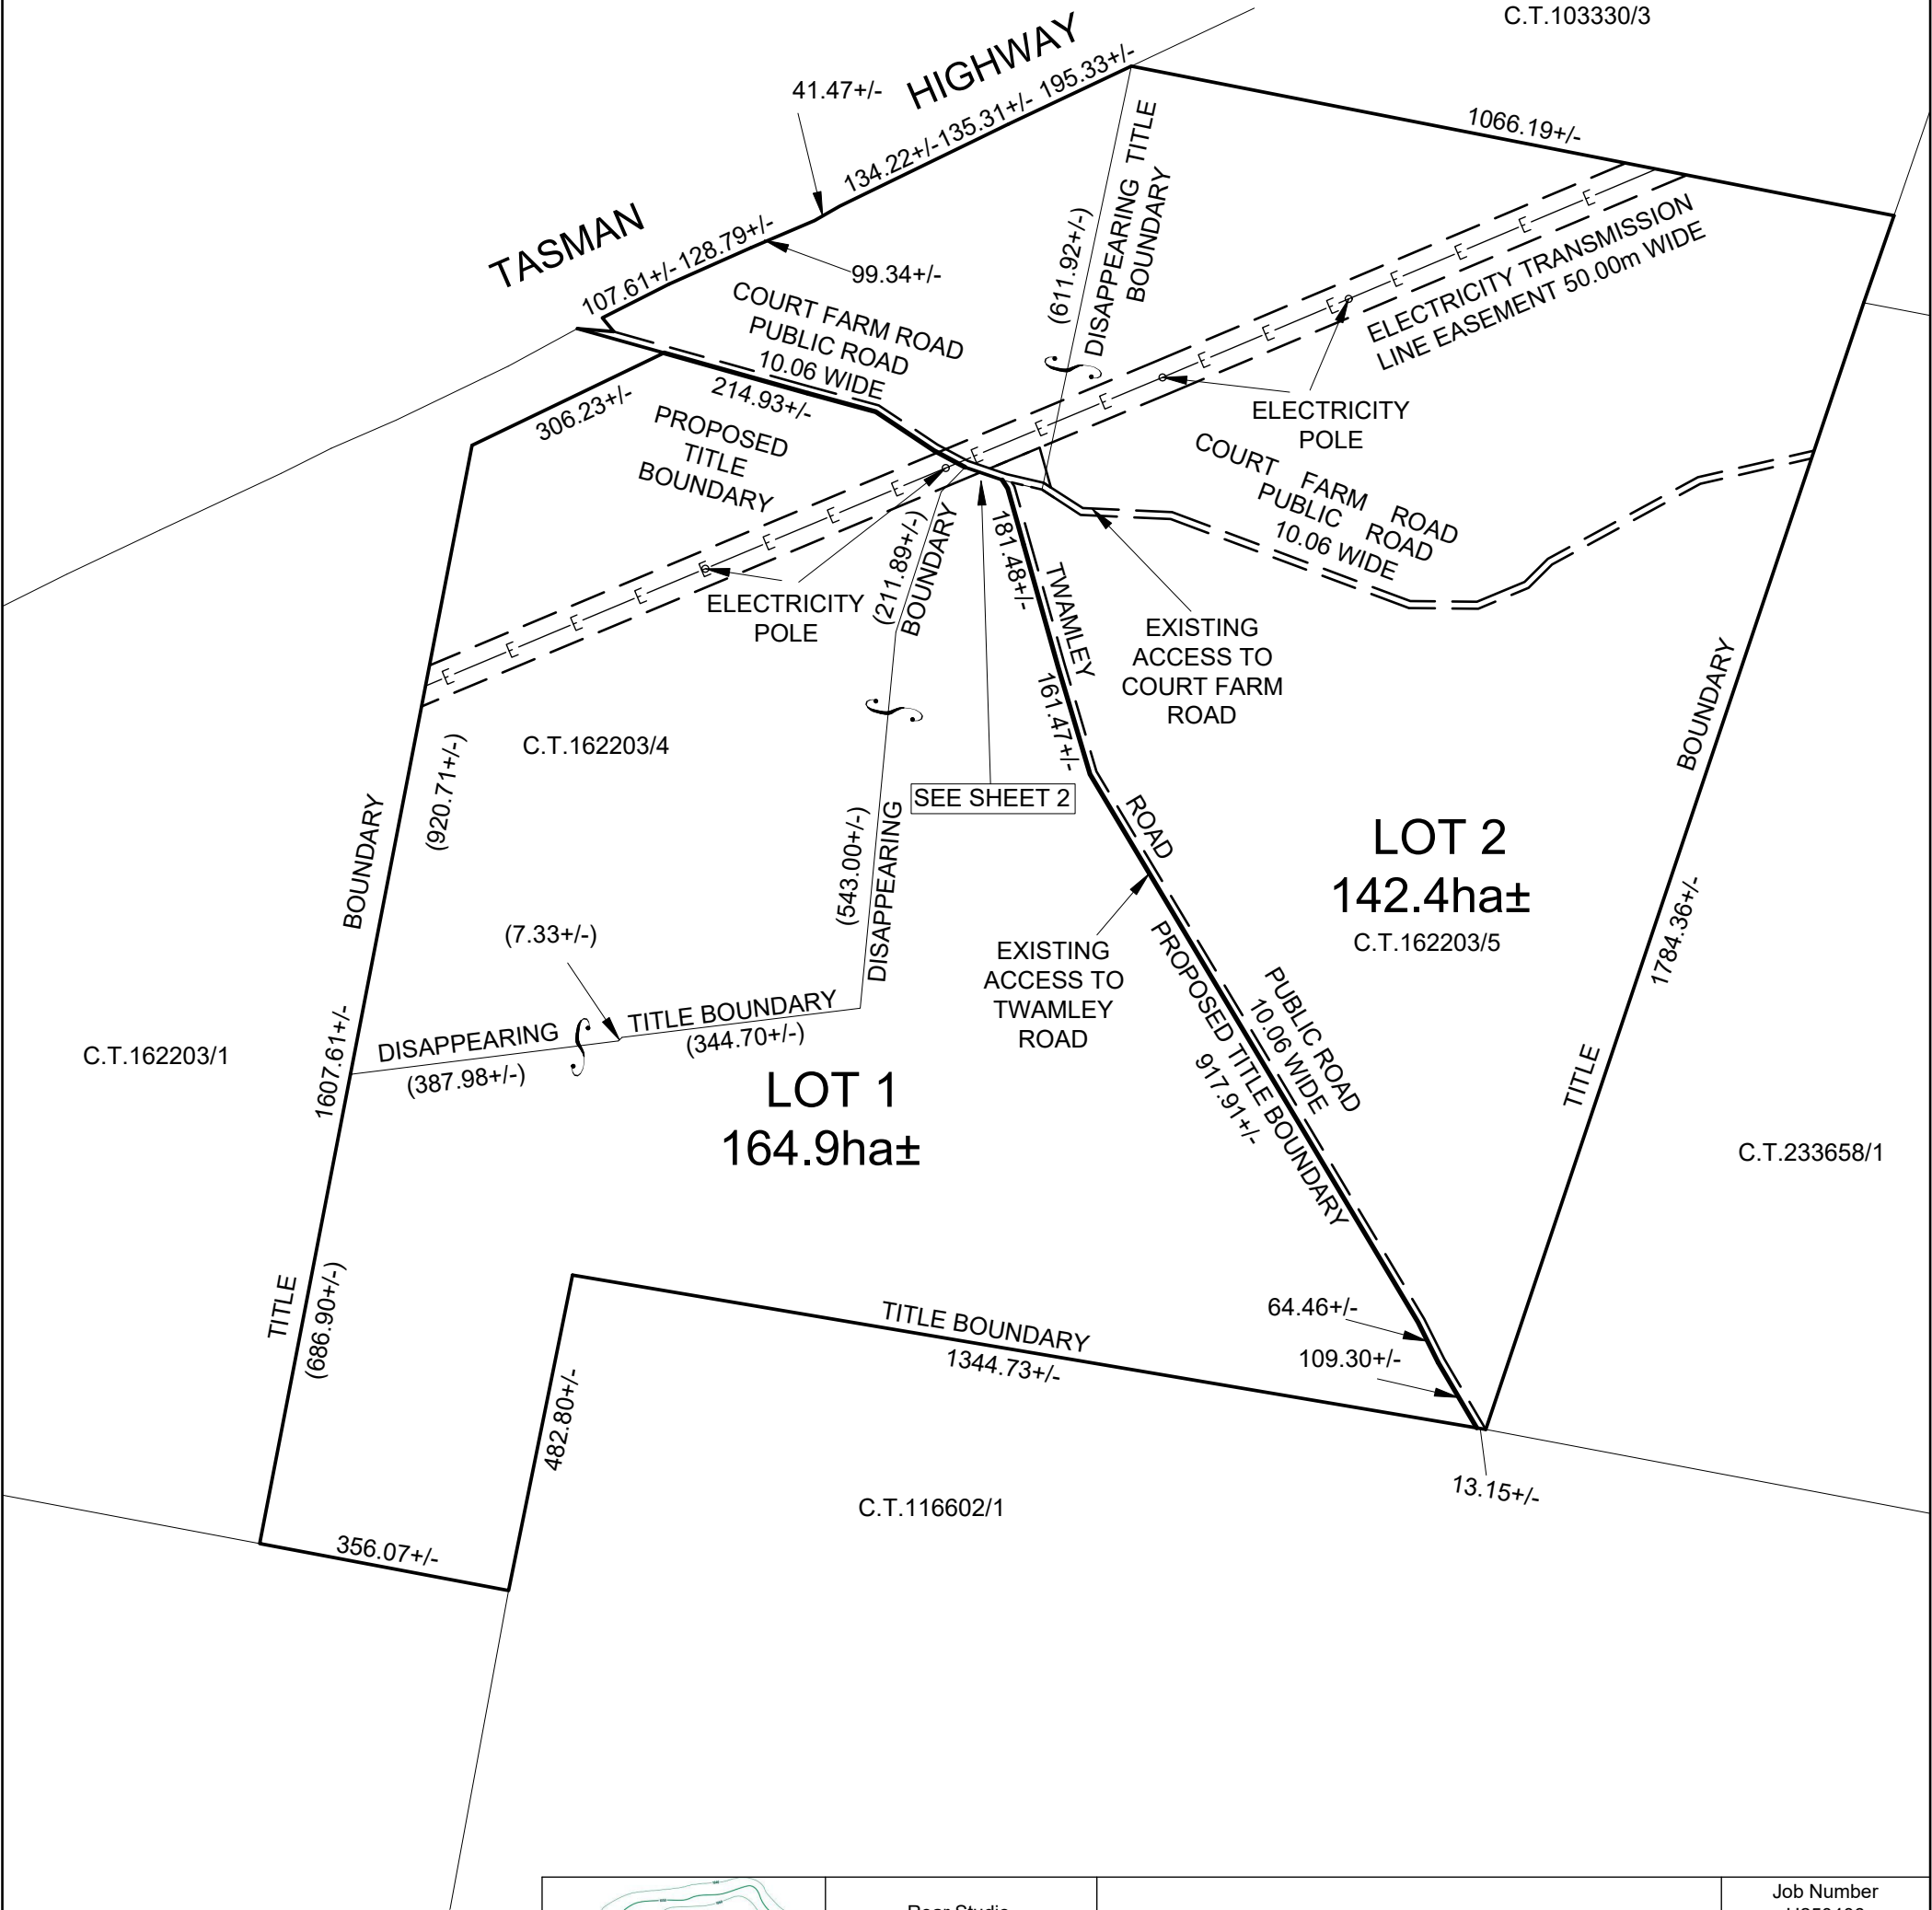 C.T.103330/3
TASMAN HIGHWAY
41.47+/-
107.61+/-
128.79+/-
99.34+/-
134.22+/-
135.31+/-
195.33+/-
1066.19+/-
COURT FARM ROAD
PUBLIC ROAD
10.06 WIDE
(611.92+/-)
DISAPPEARING TITLE
BOUNDARY
ELECTRICITY TRANSMISSION
LINE EASEMENT 50.00m WIDE
306.23+/-
214.93+/-
PROPOSED
TITLE
BOUNDARY
ELECTRICITY
POLE
COURT FARM ROAD
PUBLIC ROAD
10.06 WIDE
ELECTRICITY
POLE
(211.89+/-)
BOUNDARY
181.48+/-
TWAMLEY
161.47+/-
EXISTING
ACCESS TO
COURT FARM
ROAD
BOUNDARY
C.T.162203/4
(920.71+/-)
SEE SHEET 2
ROAD
LOT 2
142.4ha±
C.T.162203/5
BOUNDARY
(543.00+/-)
DISAPPEARING
(7.33+/-)
EXISTING
ACCESS TO
TWAMLEY
ROAD
PROPOSED TITLE BOUNDARY
917.91+/-
PUBLIC ROAD
10.06 WIDE
1784.36+/-
TITLE
C.T.162203/1
1607.61+/-
DISAPPEARING
TITLE BOUNDARY
(387.98+/-)
(344.70+/-)
LOT 1
164.9ha±
C.T.233658/1
TITLE
(686.90+/-)
TITLE BOUNDARY
1344.73+/-
64.46+/-
109.30+/-
482.80+/-
13.15+/-
C.T.116602/1
356.07+/-
Job Number